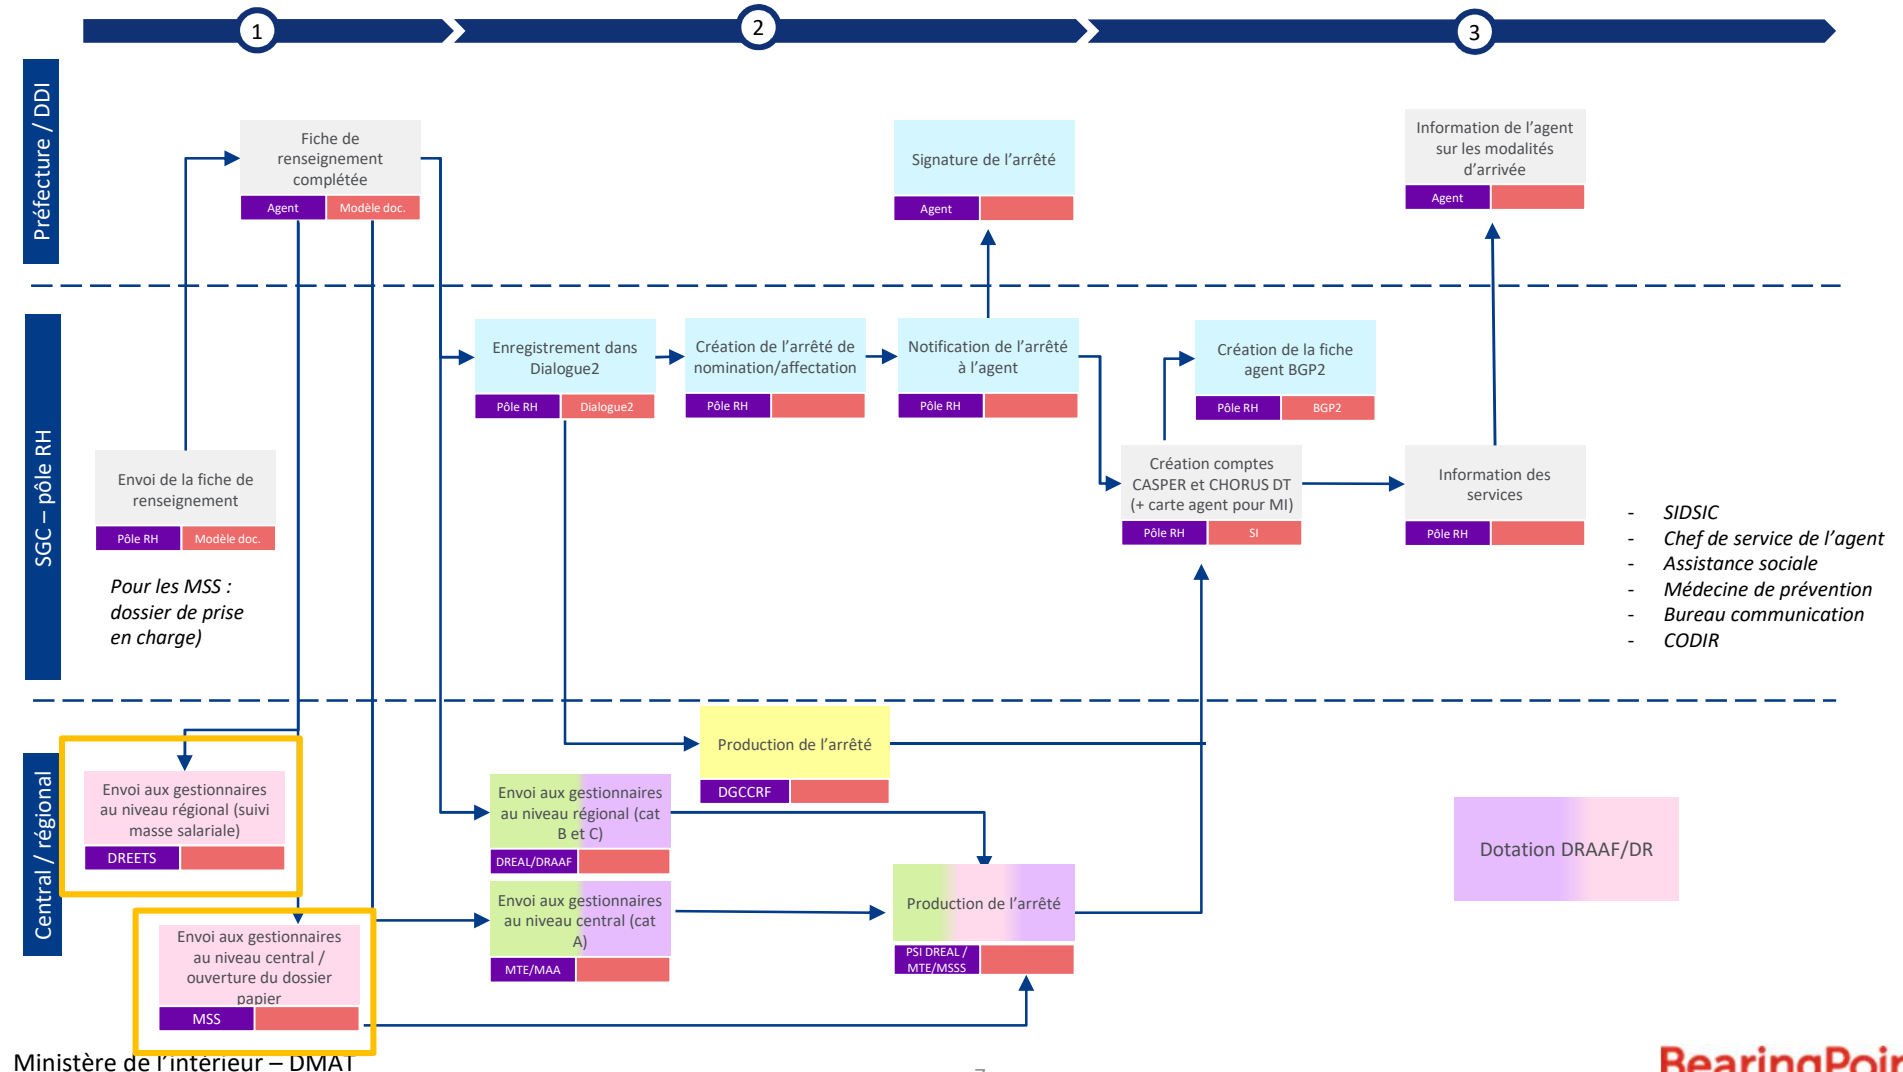 1
2
3
Préfecture / DDI
Fiche de
renseignement
complétée
Agent
Modèle doc.
Signature de l’arrêté
Agent
Information de l’agent
sur les modalités
d’arrivée
Agent
SGC – pôle RH
Envoi de la fiche de
renseignement
Pôle RH
Modèle doc.
Pour les MSS :
dossier de prise
en charge)
Enregistrement dans
Dialogue2
Pôle RH
Dialogue2
Création de l’arrêté de
nomination/affectation
Pôle RH
Notification de l’arrêté
à l’agent
Pôle RH
Création de la fiche
agent BGP2
Pôle RH
BGP2
Création comptes
CASPER et CHORUS DT
(+ carte agent pour MI)
Pôle RH
SI
Information des
services
Pôle RH
- SIDSIC
- Chef de service de l’agent
- Assistance sociale
- Médecine de prévention
- Bureau communication
- CODIR
Central / régional
Envoi aux gestionnaires
au niveau régional (suivi
masse salariale)
DREETS
Envoi aux gestionnaires
au niveau central /
ouverture du dossier
papier
MSS
Production de l’arrêté
DGCCRF
Envoi aux gestionnaires
au niveau régional (cat
B et C)
DREAL/DRAAF
Envoi aux gestionnaires
au niveau central (cat
A)
MTE/MAA
Production de l’arrêté
PSI DREAL /
MTE/MSSS
Dotation DRAAF/DR
Ministère de l’intérieur – DMAT